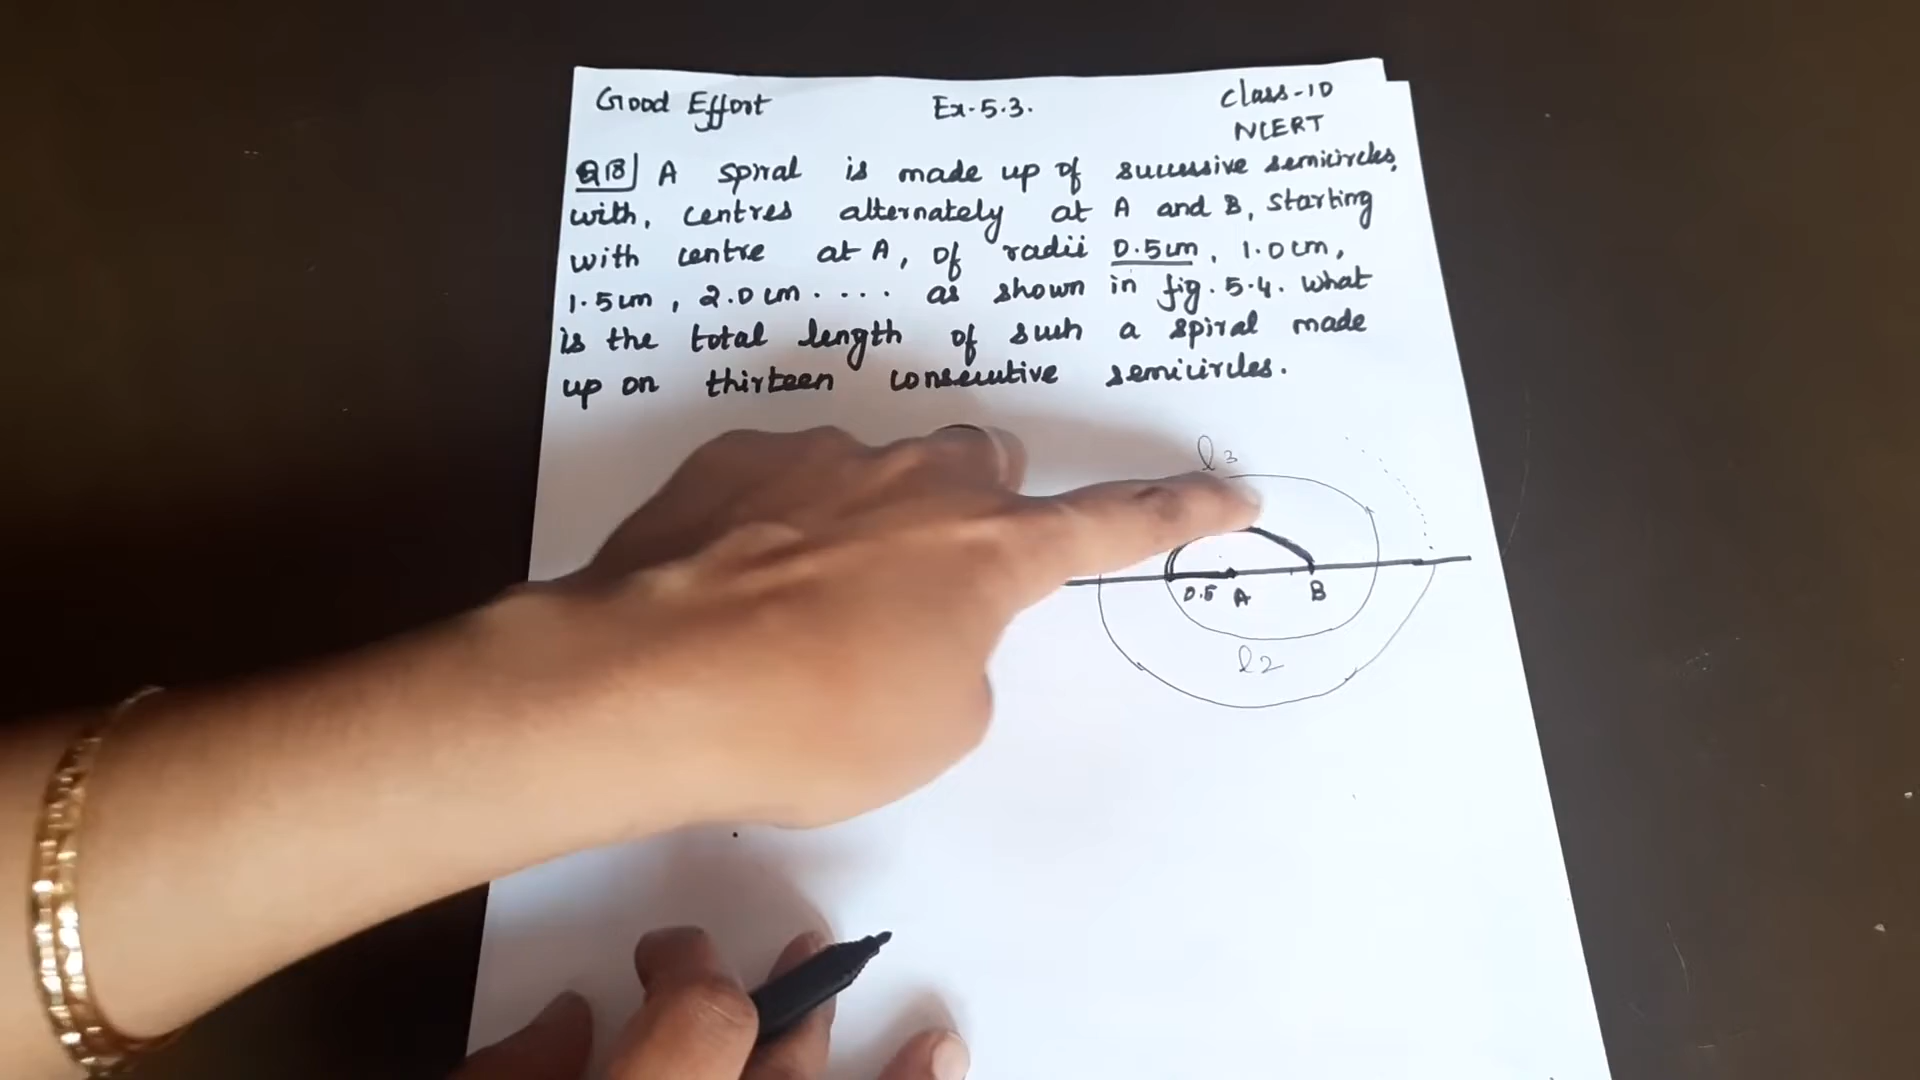 Good Effort Ex-5.3. Class-10
NCERT
Q18 A spiral is made up of successive semicircles,
with, centres alternately at A and B, starting
with centre at A, of radii 0.5cm, 1.0cm,
1.5cm, 2.0cm.... as shown in fig. 5.4. What
is the total length of such a spiral made
up on thirteen consecutive semicircles.
l3
0.5 A B
l2